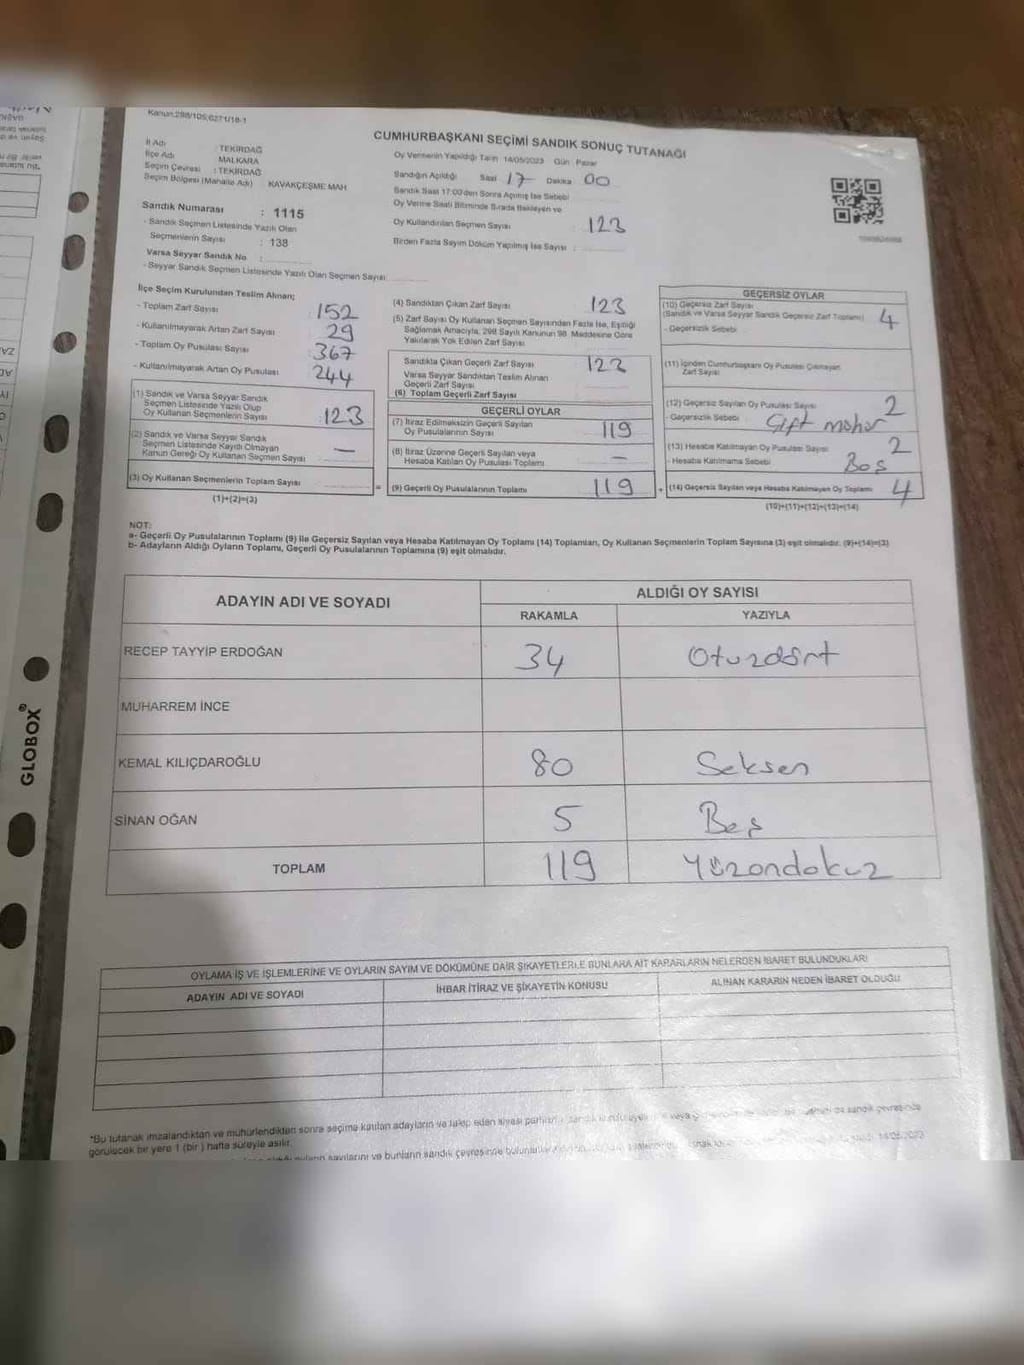 Kanun:298/105;6271/18-1
CUMHURBAŞKANI SEÇİMİ SANDIK SONUÇ TUTANAĞI
İl Adı : TEKİRDAĞ
İlçe Adı MALKARA
Seçim Çevresi : TEKİRDAĞ
Seçim Bölgesi (Mahalle Adı) KAVAKÇEŞME MAH
Sandık Numarası : 1115
- Sandık Seçmen Listesinde Yazılı Olan
Seçmenlerin Sayısı : 138
Varsa Seyyar Sandık No :
- Seyyar Sandık Seçmen Listesinde Yazılı Olan Seçmen Sayısı
Oy Vermenin Yapıldığı Tarih 14/05/2023 Gün Pazar
Sandığın Açıldığı Saat 17 Dakika 00
Sandık Saat 17:00'den Sonra Açılmış İse Sebebi
Oy Verme Saati Bitiminde Sırada Bekleyen ve
Oy Kullandırılan Seçmen Sayısı : 123
Birden Fazla Sayım Döküm Yapılmış İse Sayısı :
İlçe Seçim Kurulundan Teslim Alınan;
- Toplam Zarf Sayısı : 152
- Kullanılmayarak Artan Zarf Sayısı : 29
- Toplam Oy Pusulası Sayısı : 367
- Kullanılmayarak Artan Oy Pusulası : 244
(1) Sandık ve Varsa Seyyar Sandık
Seçmen Listesinde Yazılı Olup
Oy Kullanan Seçmenlerin Sayısı : 123
(2) Sandık ve Varsa Seyyar Sandık
Seçmen Listesinde Kayıtlı Olmayan
Kanun Gereği Oy Kullanan Seçmen Sayısı —
(3) Oy Kullanan Seçmenlerin Toplam Sayısı
(1)+(2)=(3)
=
(4) Sandıktan Çıkan Zarf Sayısı 123
(5) Zarf Sayısı Oy Kullanan Seçmen Sayısından Fazla İse, Eşitliği
Sağlamak Amacıyla, 298 Sayılı Kanunun 98. Maddesine Göre
Yakılarak Yok Edilen Zarf Sayısı
Sandıkta Çıkan Geçerli Zarf Sayısı 123
Varsa Seyyar Sandıktan Teslim Alınan
Geçerli Zarf Sayısı
(6) Toplam Geçerli Zarf Sayısı
GEÇERLİ OYLAR
(7) İtiraz Edilmeksizin Geçerli Sayılan
Oy Pusulalarının Sayısı 119
(8) İtiraz Üzerine Geçerli Sayılan veya
Hesaba Katılan Oy Pusulası Toplamı —
(9) Geçerli Oy Pusulalarının Toplamı 119
+
GEÇERSİZ OYLAR
(10) Geçersiz Zarf Sayısı
(Sandık ve Varsa Seyyar Sandık Geçersiz Zarf Toplamı) 4
- Geçersizlik Sebebi
(11) İçinden Cumhurbaşkanı Oy Pusulası Çıkmayan
Zarf Sayısı
(12) Geçersiz Sayılan Oy Pusulası Sayısı 2
- Geçersizlik Sebebi : Çift mühür
(13) Hesaba Katılmayan Oy Pusulası Sayısı 2
- Hesaba Katılmama Sebebi Boş
(14) Geçersiz Sayılan veya Hesaba Katılmayan Oy Toplamı 4
(10)+(11)+(12)+(13)=(14)
NOT:
a- Geçerli Oy Pusulalarının Toplamı (9) ile Geçersiz Sayılan veya Hesaba Katılmayan Oy Toplamı (14) Toplamları, Oy Kullanan Seçmenlerin Toplam Sayısına (3) eşit olmalıdır. (9)+(14)=(3)
b- Adayların Aldığı Oyların Toplamı, Geçerli Oy Pusulalarının Toplamına (9) eşit olmalıdır.
ADAYIN ADI VE SOYADI
ALDIĞI OY SAYISI
RAKAMLA YAZIYLA
RECEP TAYYİP ERDOĞAN 34 Otuzdört
MUHARREM İNCE
KEMAL KILIÇDAROĞLU 80 Seksen
SİNAN OĞAN 5 Beş
TOPLAM 119 Yüzondokuz
OYLAMA İŞ VE İŞLEMLERİNE VE OYLARIN SAYIM VE DÖKÜMÜNE DAİR ŞİKAYETLERLE BUNLARA AİT KARARLARIN NELERDEN İBARET BULUNDUKLARI
ADAYIN ADI VE SOYADI İHBAR İTİRAZ VE ŞİKAYETİN KONUSU ALINAN KARARIN NEDEN İBARET OLDUĞU
*Bu tutanak imzalandıktan ve mühürlendikten sonra seçime katılan adayların ve takip eden siyasi partilerin sandık
görülecek bir yere 1 (bir) hafta süreyle asılır.
GLOBOX®